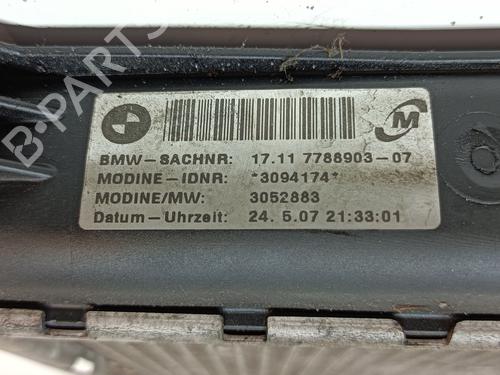 B-PARTS
BMW-SACHNR: 17.11 7788903-07
MODINE-IDNR: *3094174*
MODINE/MW: 3052883
Datum-Uhrzeit: 24. 5.07 21:33:01
M